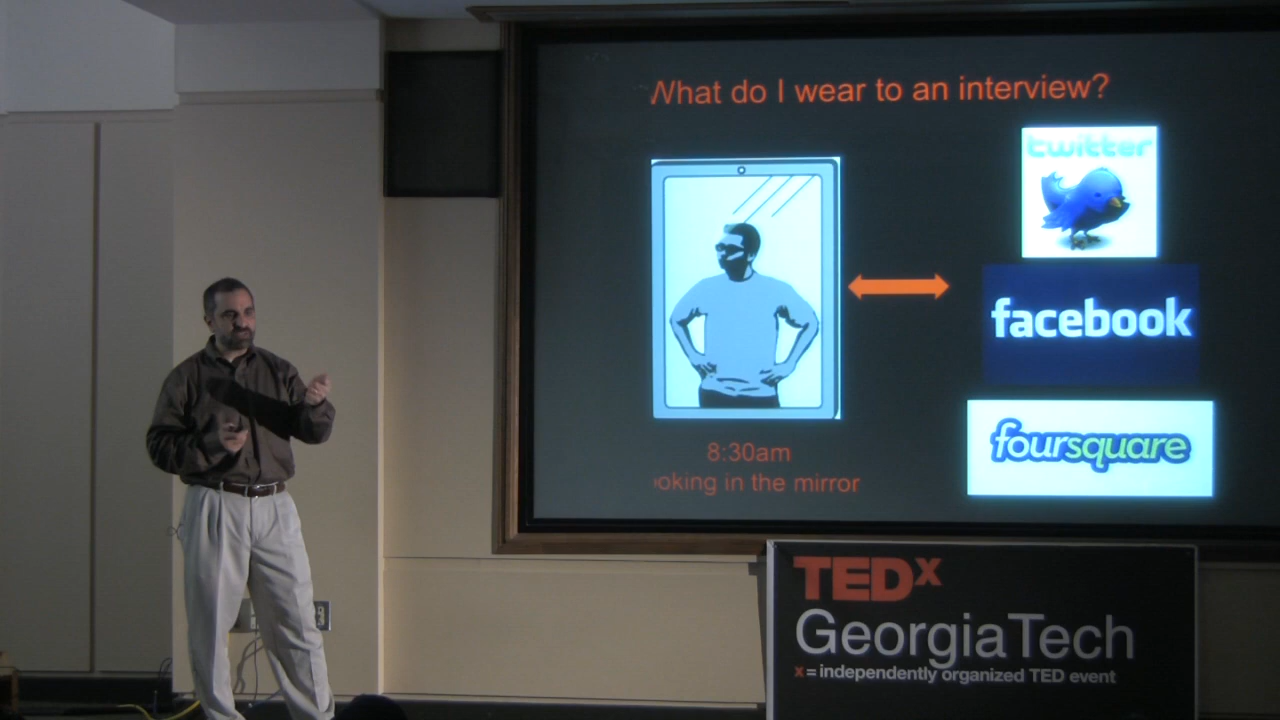 What do I wear to an interview?
twitter
facebook
foursquare
8:30am
oking in the mirror
TEDx
GeorgiaTech
x = independently organized TED event